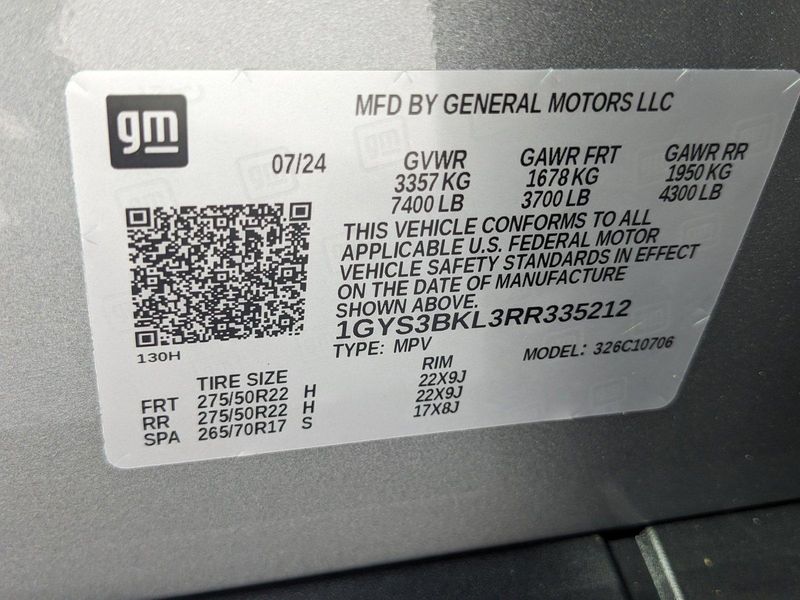 gm
MFD BY GENERAL MOTORS LLC
07/24
GVWR GAWR FRT GAWR RR
3357 KG 1678 KG 1950 KG
7400 LB 3700 LB 4300 LB
THIS VEHICLE CONFORMS TO ALL
APPLICABLE U.S. FEDERAL MOTOR
VEHICLE SAFETY STANDARDS IN EFFECT
ON THE DATE OF MANUFACTURE
SHOWN ABOVE.
1GYS3BKL3RR335212
130H
TYPE: MPV MODEL: 326C10706
TIRE SIZE RIM
FRT 275/50R22 H 22X9J
RR 275/50R22 H 22X9J
SPA 265/70R17 S 17X8J